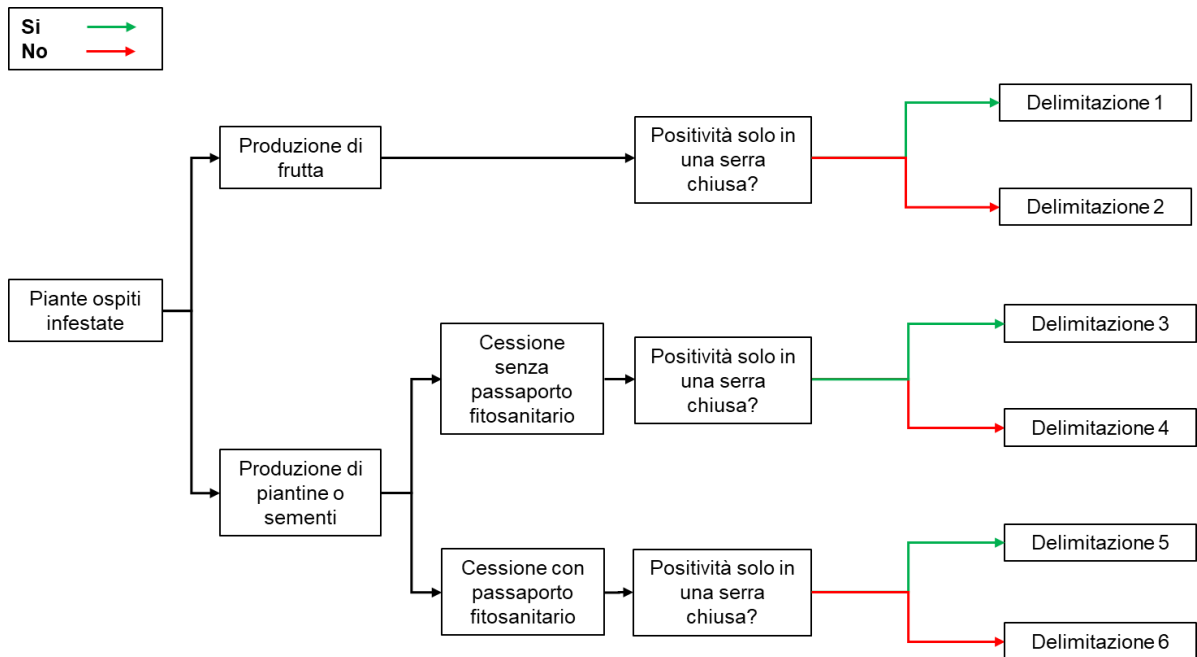 Si
No
Produzione di
frutta
Positività solo in
una serra
chiusa?
Delimitazione 1
Delimitazione 2
Piante ospiti
infestate
Cessione
senza
passaporto
fitosanitario
Positività solo in
una serra
chiusa?
Delimitazione 3
Delimitazione 4
Produzione di
piantine o
sementi
Cessione con
passaporto
fitosanitario
Positività solo in
una serra
chiusa?
Delimitazione 5
Delimitazione 6